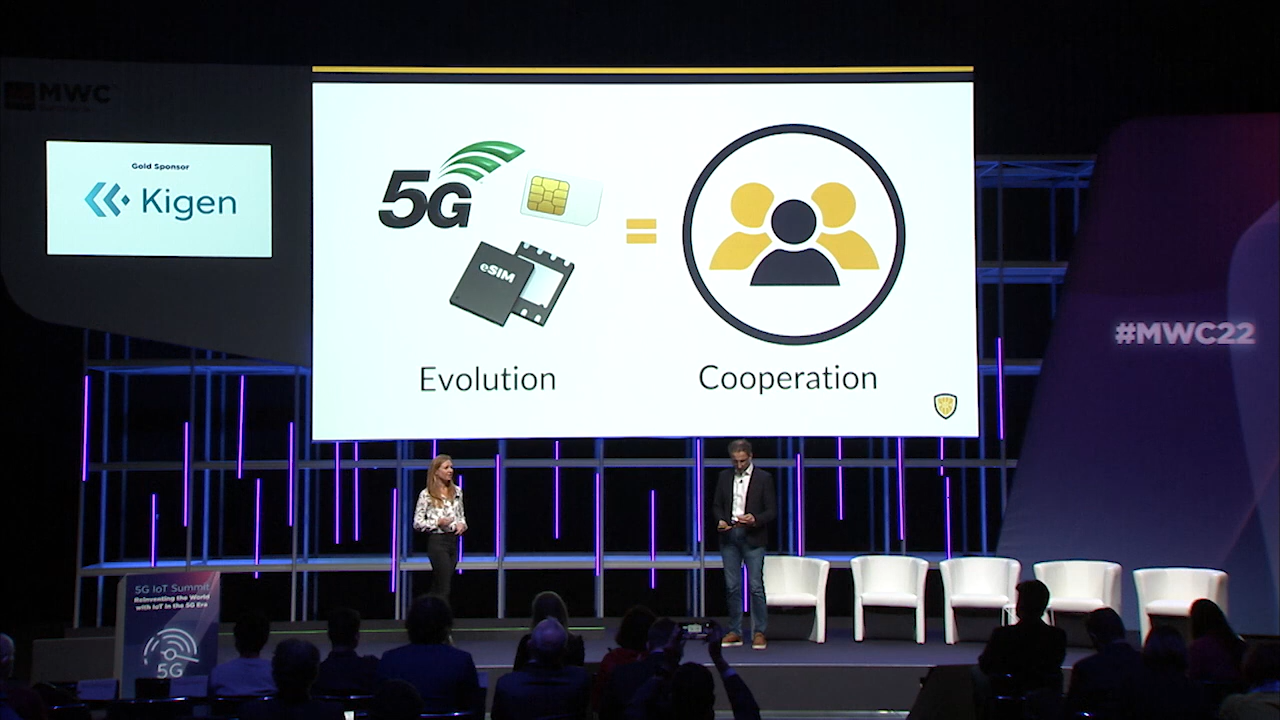 MWC
Gold Sponsor
Kigen
5G
eSIM
=
Evolution
Cooperation
#MWC22
5G IoT Summit
Reinventing the World
with IoT in the 5G Era
5G